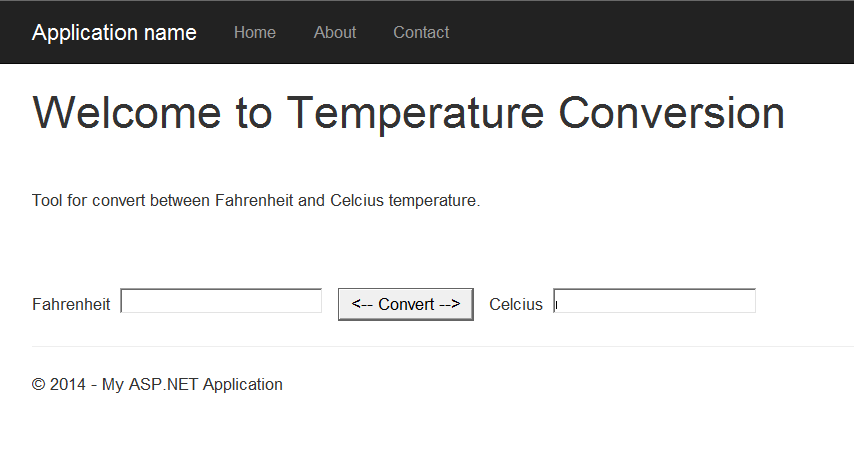 Application name Home About Contact
Welcome to Temperature Conversion
Tool for convert between Fahrenheit and Celcius temperature.
Fahrenheit <-- Convert --> Celcius
© 2014 - My ASP.NET Application